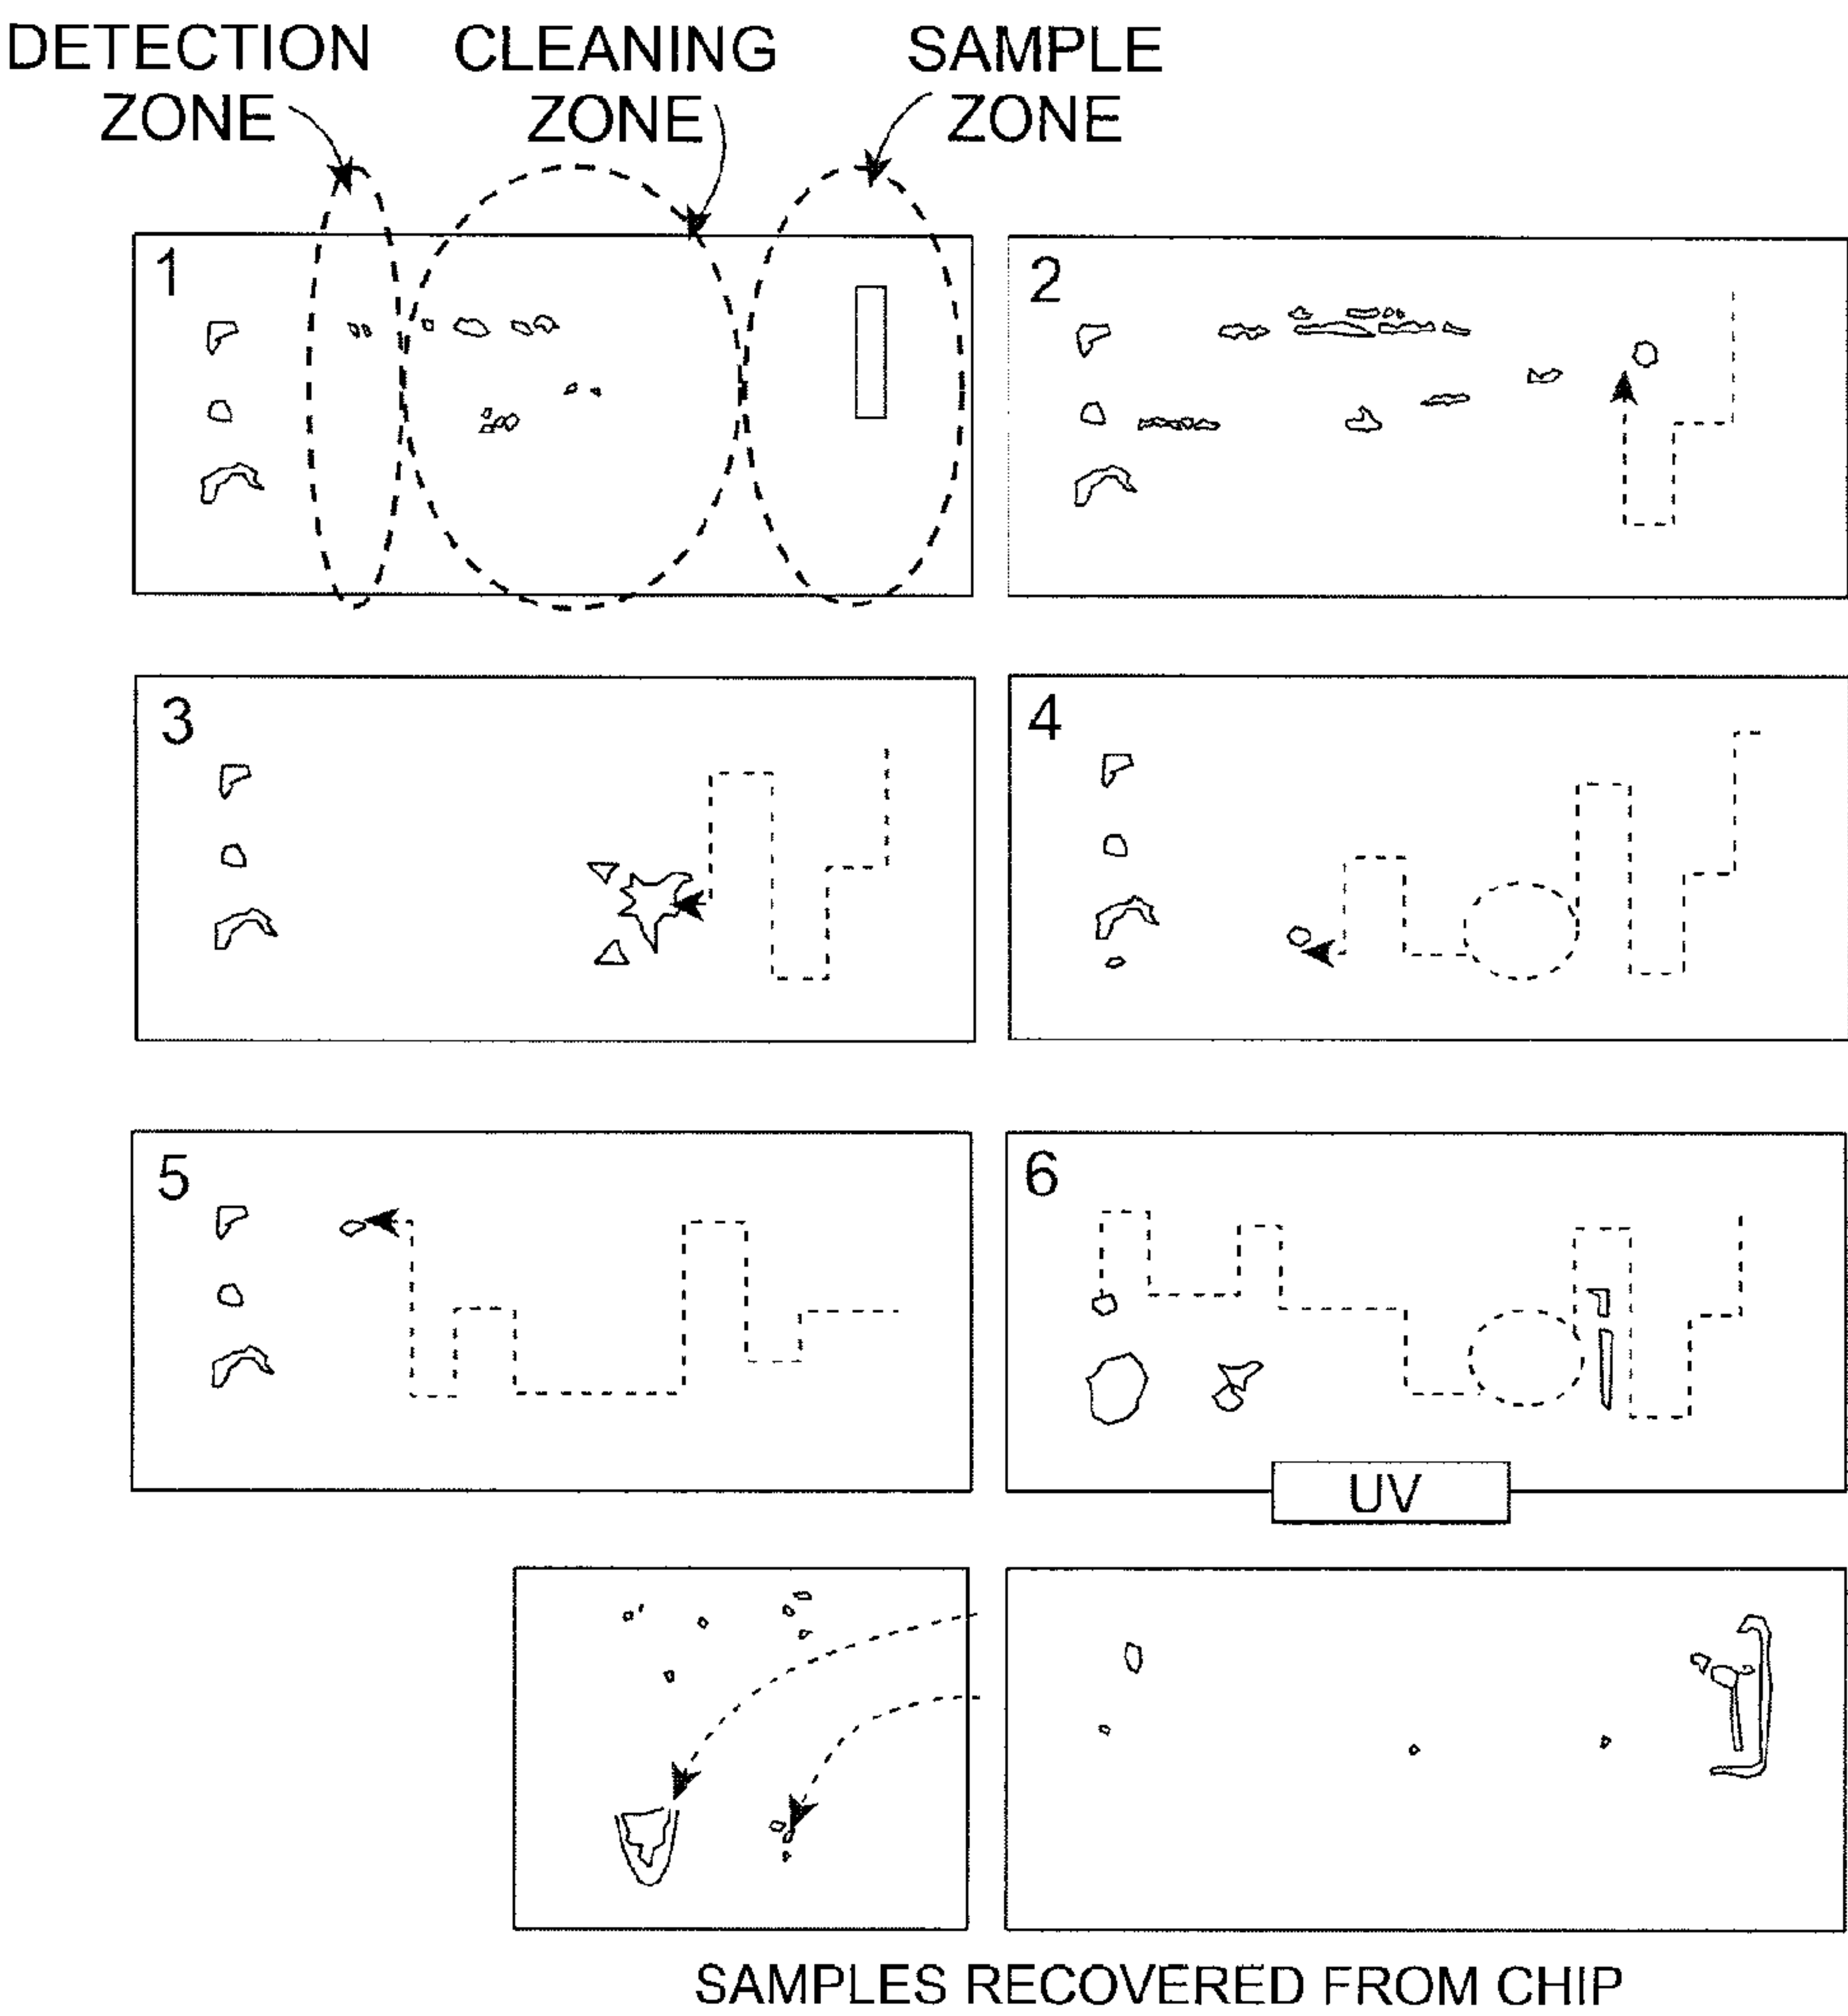 DETECTION ZONE
CLEANING ZONE
SAMPLE ZONE
1
2
3
4
5
6
UV
SAMPLES RECOVERED FROM CHIP